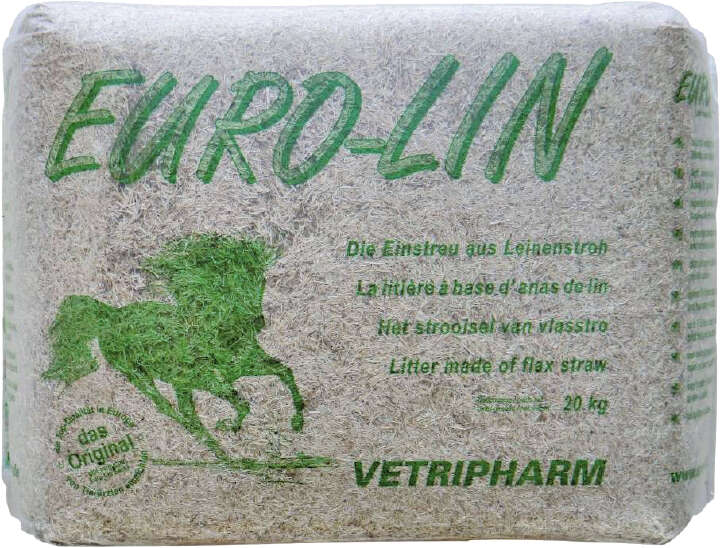 EURO-LIN
Die Einstreu aus Leinenstroh
La litière à base d'anas de lin
Het strooisel van vlasstro
Litter made of flax straw
20 kg
das
Original
VETRIPHARM
EURO